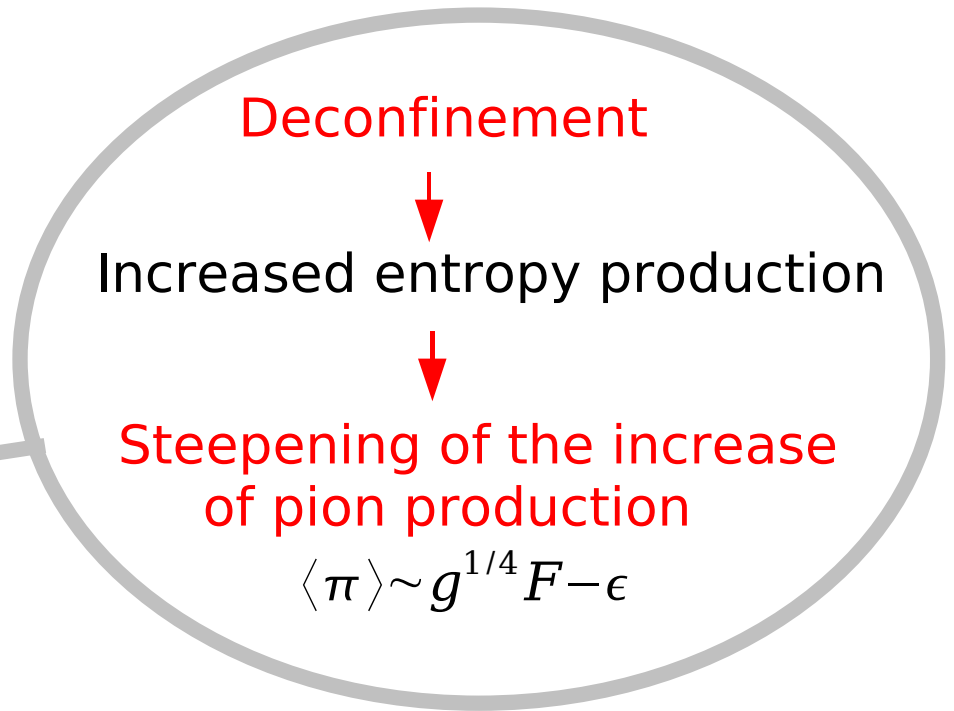 Deconfinement
Increased entropy production
Steepening of the increase
of pion production
⟨π⟩~g^{1/4}F−ϵ